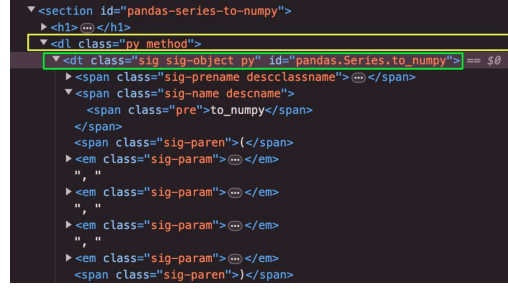 ▼<section id="pandas-series-to-numpy">
▶<h1>…</h1>
▼<dl class="py method">
▼<dt class="sig sig-object py" id="pandas.Series.to_numpy"> == $0
▶<span class="sig-prename descclassname">…</span>
▼<span class="sig-name descname">
<span class="pre">to_numpy</span>
</span>
<span class="sig-paren">(</span>
▶<em class="sig-param">…</em>
", "
▶<em class="sig-param">…</em>
", "
▶<em class="sig-param">…</em>
", "
▶<em class="sig-param">…</em>
<span class="sig-paren">)</span>